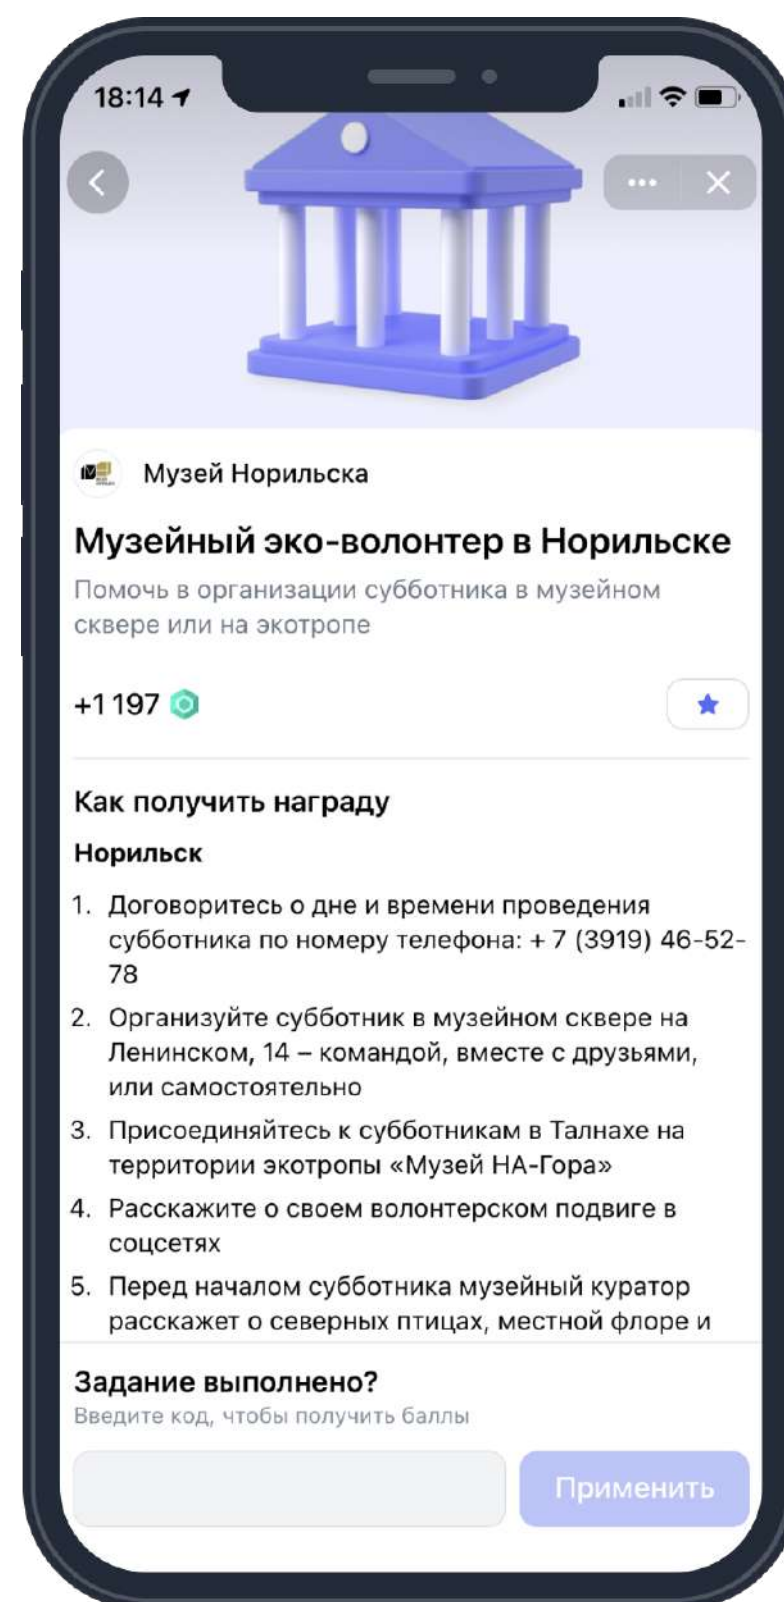 18:14
Музей Норильска
Музейный эко-волонтер в Норильске
Помочь в организации субботника в музейном
сквере или на экотропе
+1 197
Как получить награду
Норильск
1. Договоритесь о дне и времени проведения
субботника по номеру телефона: + 7 (3919) 46-52-
78
2. Организуйте субботник в музейном сквере на
Ленинском, 14 – командой, вместе с друзьями,
или самостоятельно
3. Присоединяйтесь к субботникам в Талнахе на
территории экотропы «Музей НА-Гора»
4. Расскажите о своем волонтерском подвиге в
соцсетях
5. Перед началом субботника музейный куратор
расскажет о северных птицах, местной флоре и
Задание выполнено?
Введите код, чтобы получить баллы
Применить